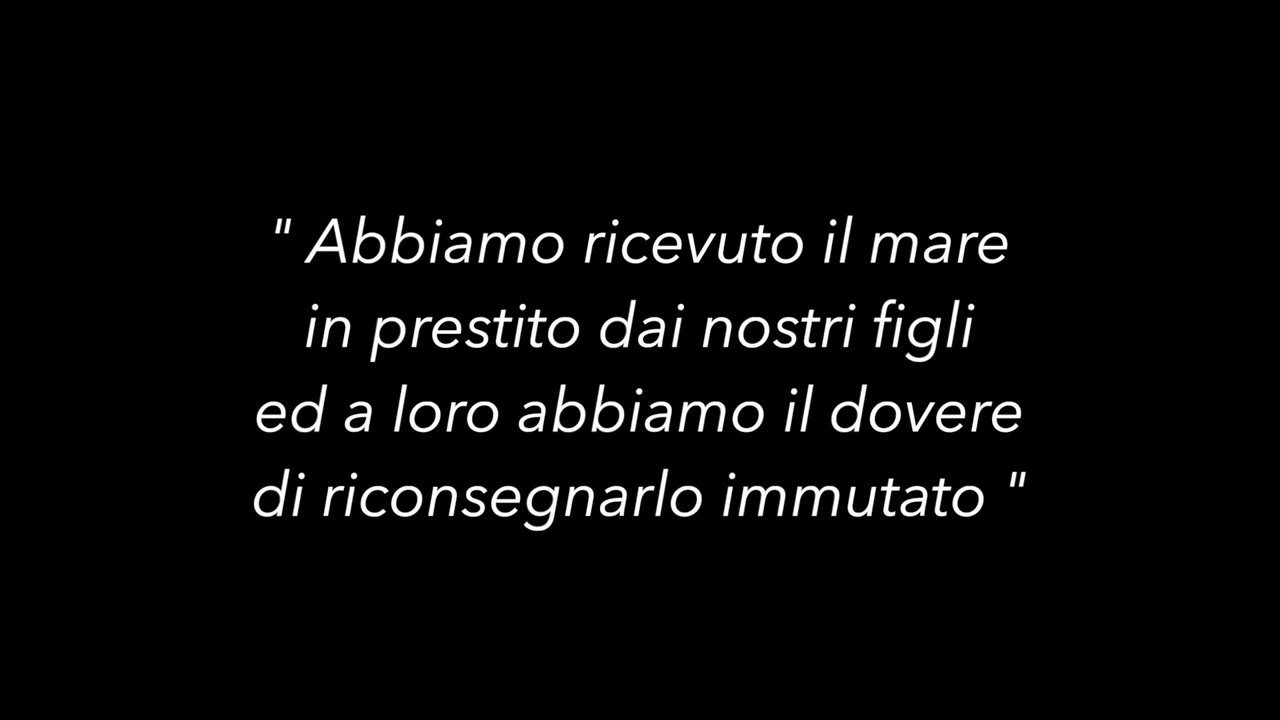 " Abbiamo ricevuto il mare
in prestito dai nostri figli
ed a loro abbiamo il dovere
di riconsegnarlo immutato "